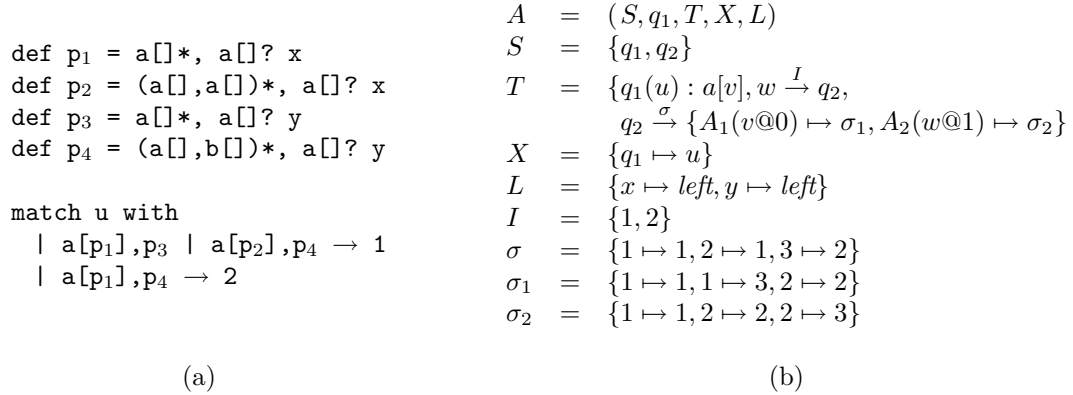 def p₁ = a[]*, a[]? x
def p₂ = (a[],a[])*, a[]? x
def p₃ = a[]*, a[]? y
def p₄ = (a[],b[])*, a[]? y
match u with
| a[p₁],p₃ | a[p₂],p₄ → 1
| a[p₁],p₄ → 2
(a)
A = (S, q₁, T, X, L)
S = {q₁, q₂}
T = {q₁(u) : a[v], w →ᴵ q₂,
q₂ →^σ {A₁(v@0) ↦ σ₁, A₂(w@1) ↦ σ₂}
X = {q₁ ↦ u}
L = {x ↦ left, y ↦ left}
I = {1, 2}
σ = {1 ↦ 1, 2 ↦ 1, 3 ↦ 2}
σ₁ = {1 ↦ 1, 1 ↦ 3, 2 ↦ 2}
σ₂ = {1 ↦ 1, 2 ↦ 2, 2 ↦ 3}
(b)